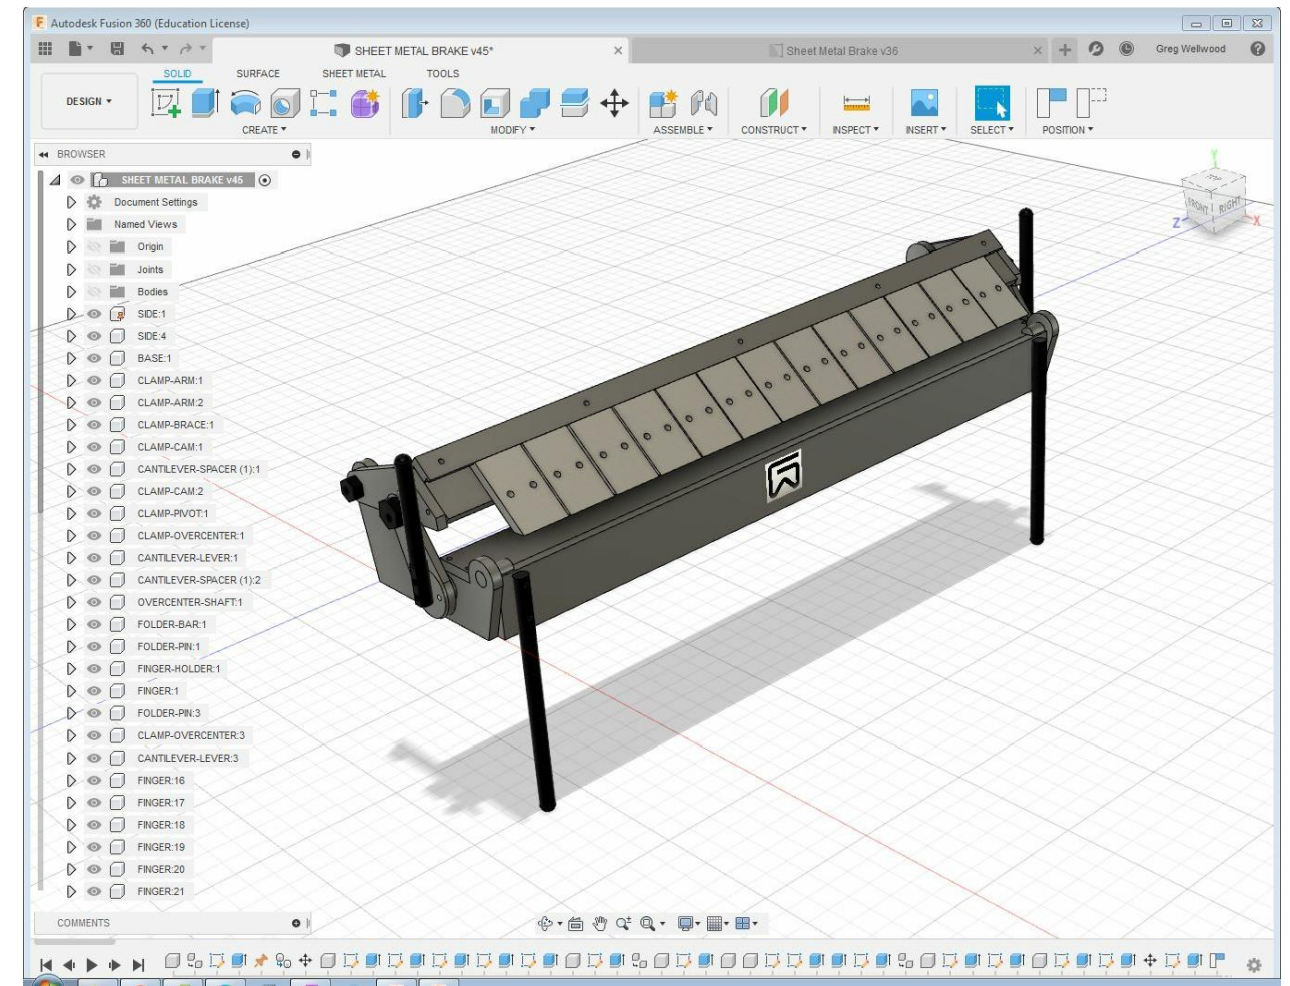 Autodesk Fusion 360 (Education License)
SHEET METAL BRAKE v45*
Sheet Metal Brake v36
Greg Wellwood
SOLID SURFACE SHEET METAL TOOLS
DESIGN
CREATE MODIFY ASSEMBLE CONSTRUCT INSPECT INSERT SELECT POSITION
BROWSER
SHEET METAL BRAKE v45
Document Settings
Named Views
Origin
Joints
Bodies
SIDE:1
SIDE:4
BASE:1
CLAMP-ARM:1
CLAMP-ARM:2
CLAMP-BRACE:1
CLAMP-CAM:1
CANTILEVER-SPACER (1):1
CLAMP-CAM:2
CLAMP-PIVOT:1
CLAMP-OVERCENTER:1
CANTILEVER-LEVER:1
CANTILEVER-SPACER (1):2
OVERCENTER-SHAFT:1
FOLDER-BAR:1
FOLDER-PIN:1
FINGER-HOLDER:1
FINGER:1
FOLDER-PIN:3
CLAMP-OVERCENTER:3
CANTILEVER-LEVER:3
FINGER:16
FINGER:17
FINGER:18
FINGER:19
FINGER:20
FINGER:21
COMMENTS
Y
TOP
FRONT RIGHT
Z X